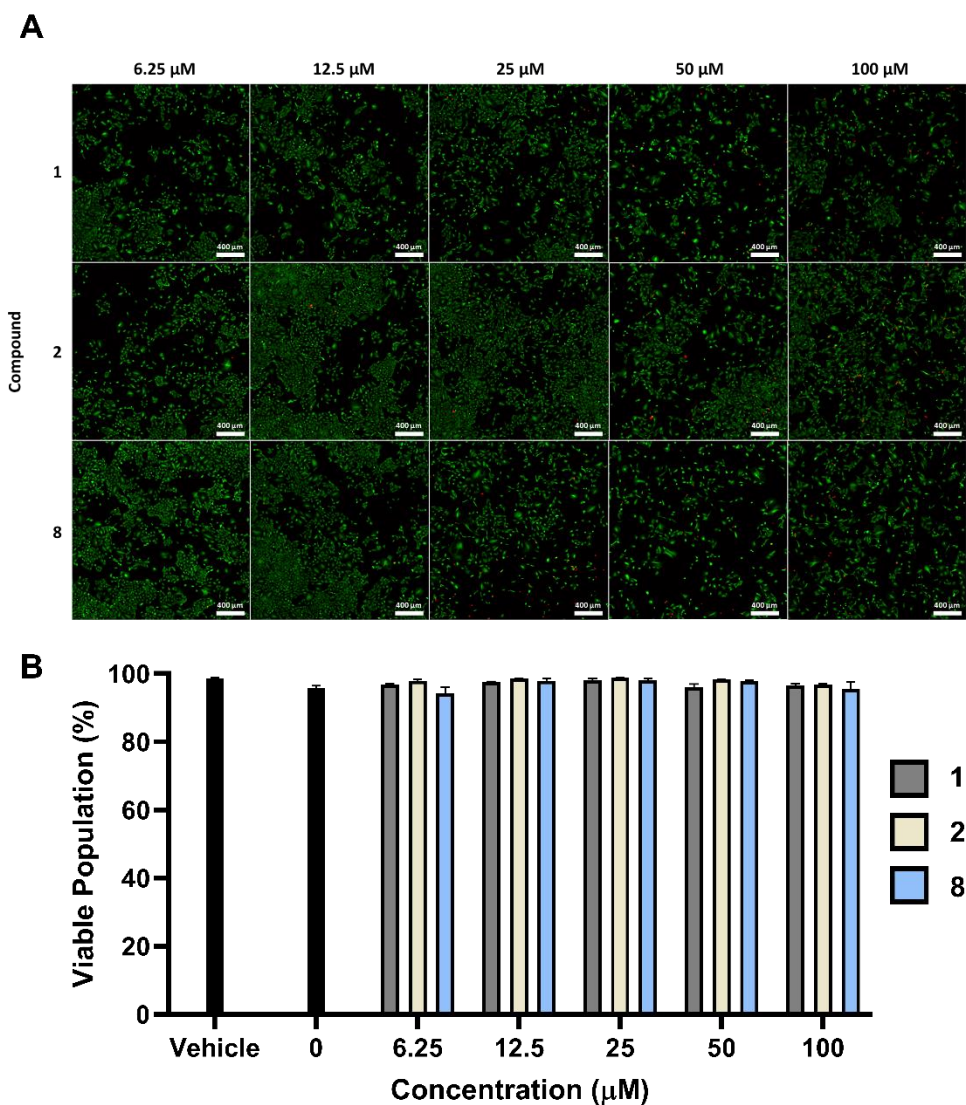 A
6.25 µM 12.5 µM 25 µM 50 µM 100 µM
1
400 µm 400 µm 400 µm 400 µm 400 µm
Compound
2
400 µm 400 µm 400 µm 400 µm 400 µm
8
400 µm 400 µm 400 µm 400 µm 400 µm
B
Viable Population (%)
100
80
60
40
20
0
Vehicle 0 6.25 12.5 25 50 100
Concentration (µM)
1
2
8